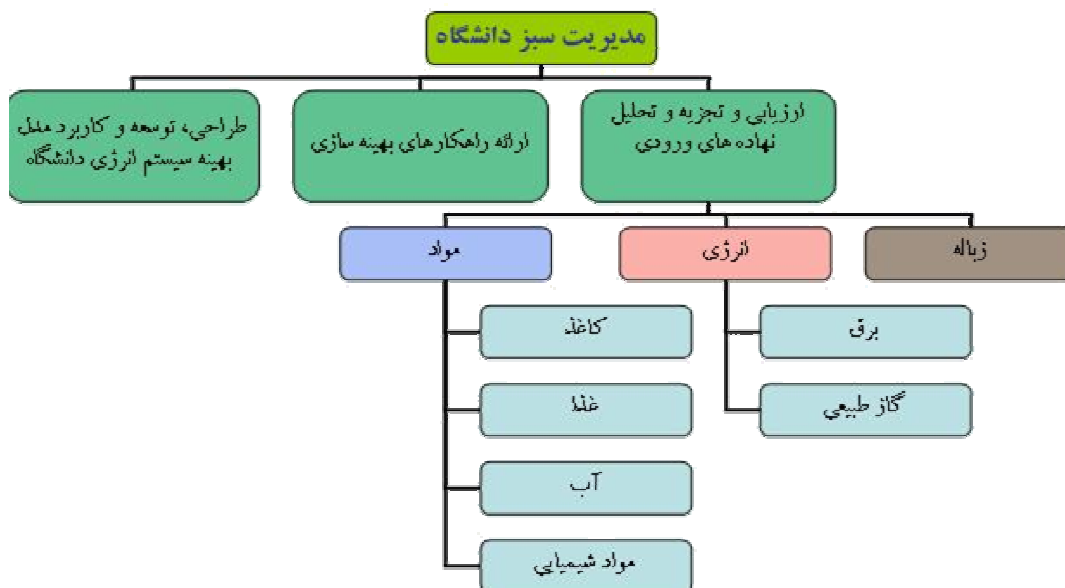 مدیریت سبز دانشگاه
ارزیابی و تجزیه و تحلیل
نهاده های ورودی
ارائه راهکارهای بهینه سازی
طراحی، توسعه و کاربرد مدل
بهینه سیستم انرژی دانشگاه
زباله
انرژی
مواد
برق
گاز طبیعی
کاغذ
غذا
آب
مواد شیمیایی